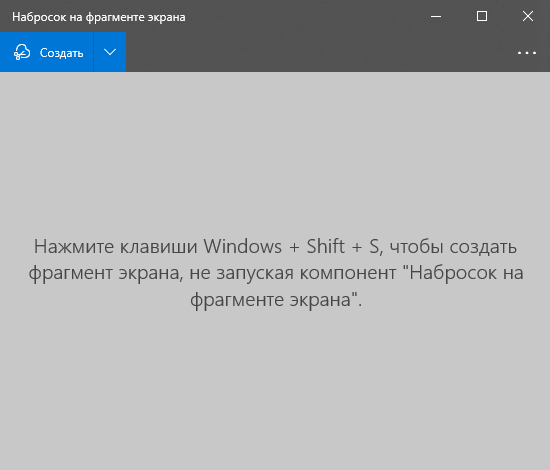 Набросок на фрагменте экрана
Создать
Нажмите клавиши Windows + Shift + S, чтобы создать
фрагмент экрана, не запуская компонент "Набросок на
фрагменте экрана".